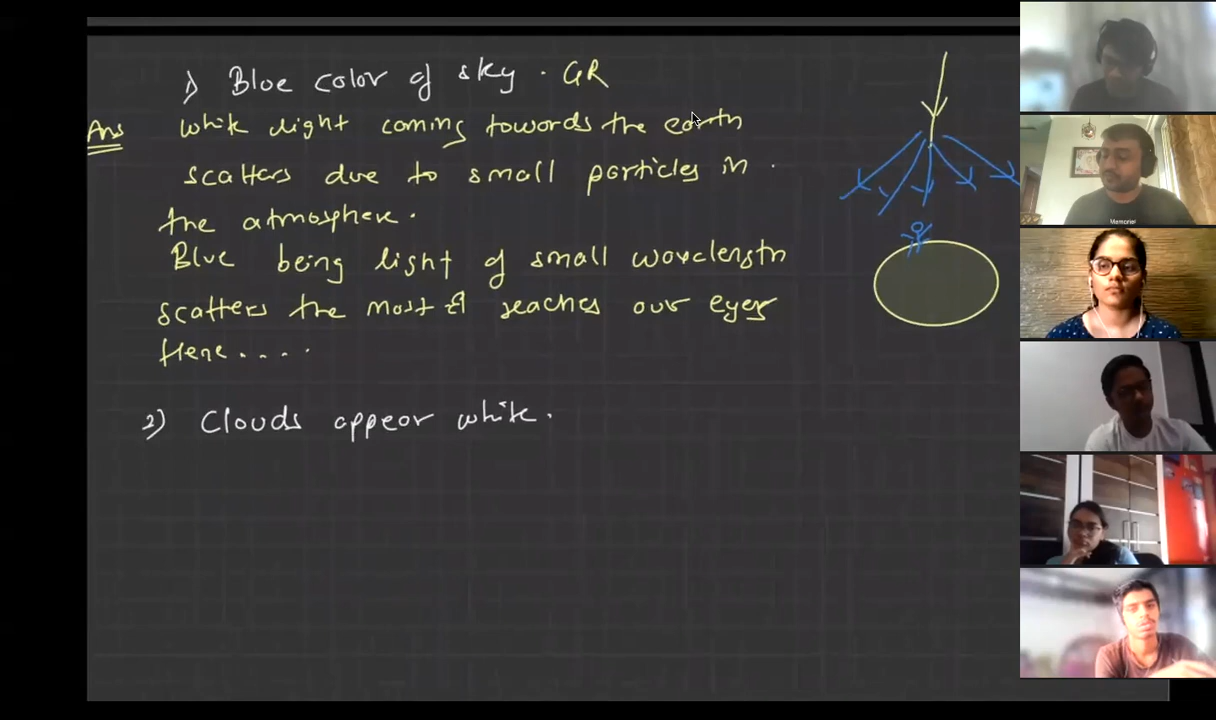 1) Blue color of sky. GR
Ans White light coming towards the earth
scatters due to small particles in
the atmosphere.
Blue being light of small wavelength
scatters the most & reaches our eyes
Hence....
2) Clouds appear white.